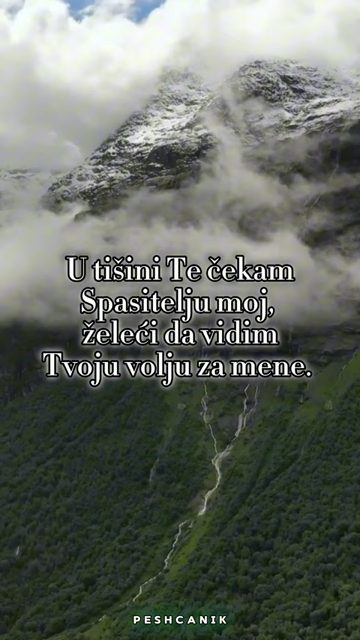 U tišini Te čekam
Spasitelju moj,
želeći da vidim
Tvoju volju za mene.
PESHCANIK